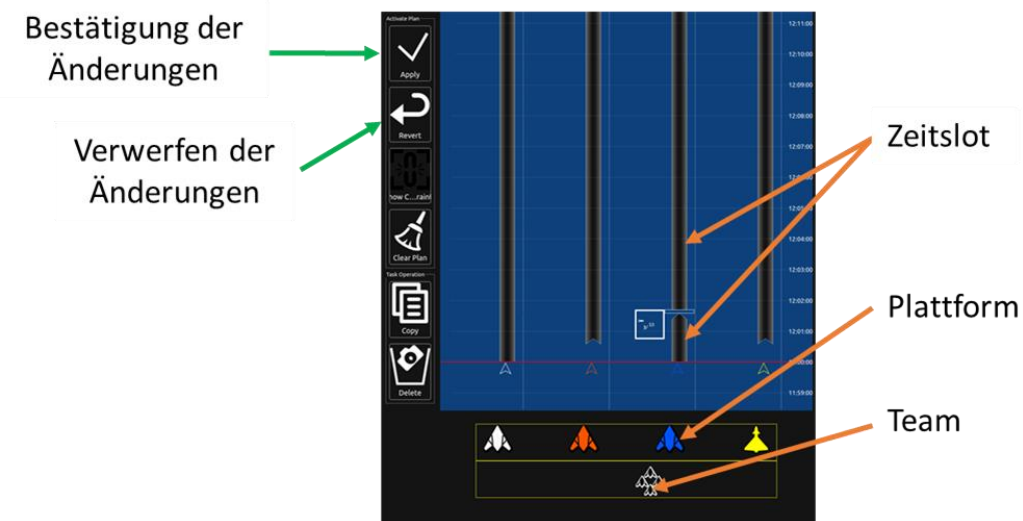 Bestätigung der
Änderungen
Verwerfen der
Änderungen
Activate Plan
Apply
Revert
Clear Plan
Task Operation
Copy
Delete
12:11:00
12:10:00
12:09:00
12:08:00
12:07:00
12:04:00
12:03:00
12:02:00
12:01:00
11:59:00
Zeitslot
Plattform
Team